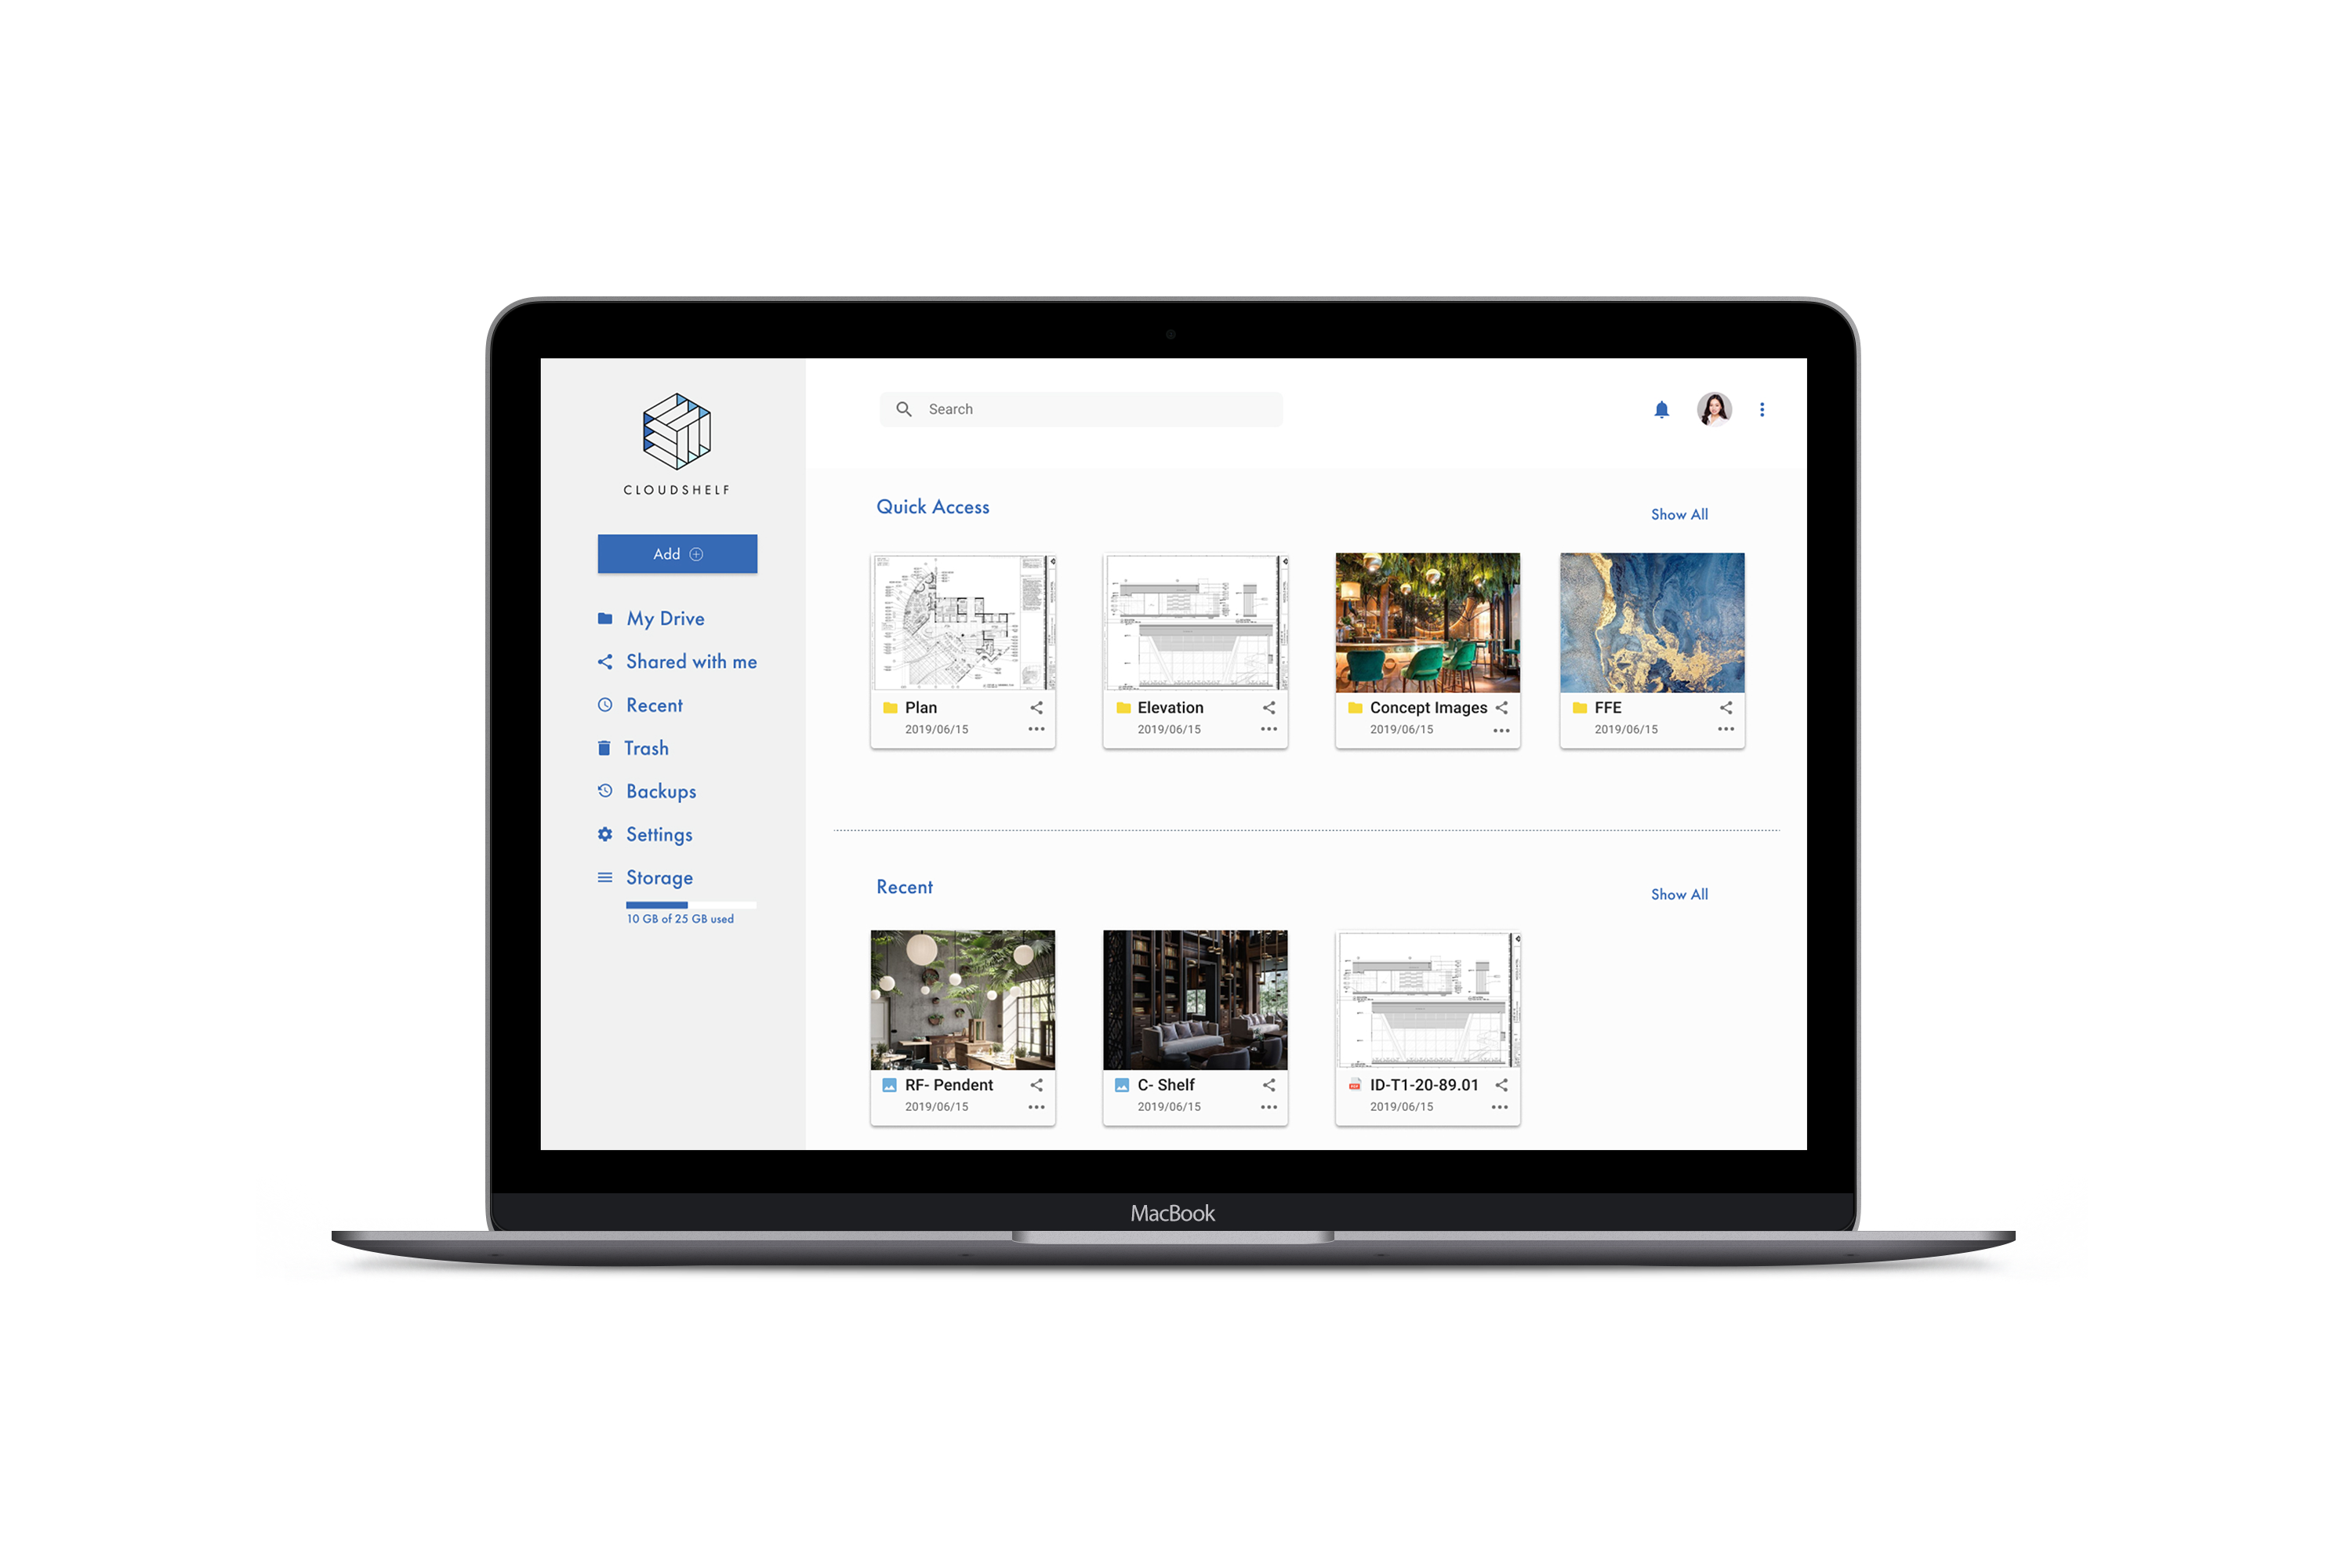 CLOUDSHELF
Add
My Drive
Shared with me
Recent
Trash
Backups
Settings
Storage
10 GB of 25 GB used
Search
Quick Access
Show All
Plan
2019/06/15
Elevation
2019/06/15
Concept Images
2019/06/15
FFE
2019/06/15
Recent
Show All
RF- Pendent
2019/06/15
C- Shelf
2019/06/15
PDF
ID-T1-20-89.01
2019/06/15
MacBook